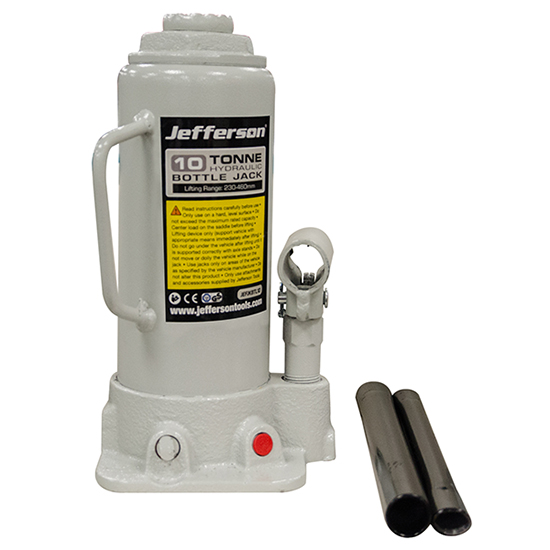 Jefferson
10 TONNE
HYDRAULIC
BOTTLE JACK
Lifting Range: 230-460mm
Read instructions carefully before use •
Only use on a hard, level surface • Do
not exceed the maximum rated capacity •
Center load on the saddle before lifting •
Lifting device only (support vehicle with
appropriate means immediately after lifting) •
Do not go under the vehicle after lifting until
is supported correctly with axle stands • Do
not move or dolly the vehicle while on the
jack • Use jacks only on areas of the vehicle
as specified by the vehicle manufacturer • Do
not alter this product • Only use attachments
and accessories supplied by Jefferson Tools
CE
www.jeffersontools.com